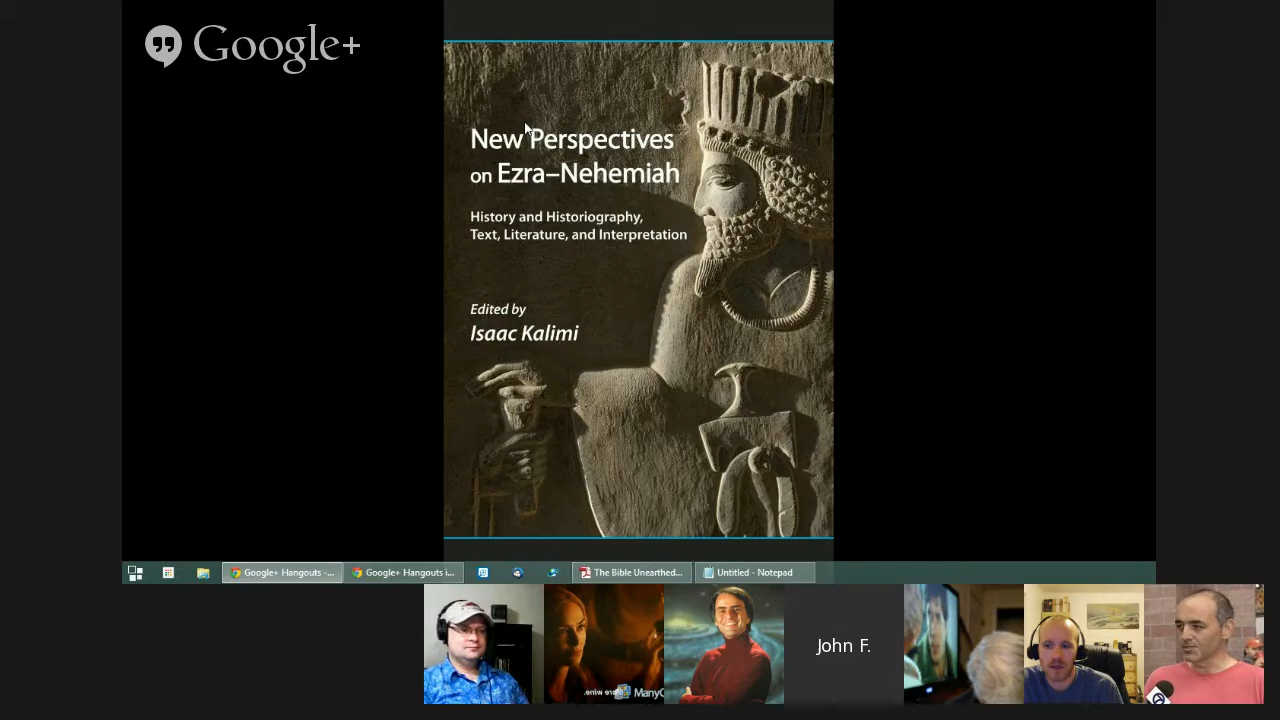 Google+
New Perspectives
on Ezra–Nehemiah
History and Historiography,
Text, Literature, and Interpretation
Edited by
Isaac Kalimi
Google+ Hangouts -...
Google+ Hangouts i...
The Bible Unearthed...
Untitled - Notepad
John F.